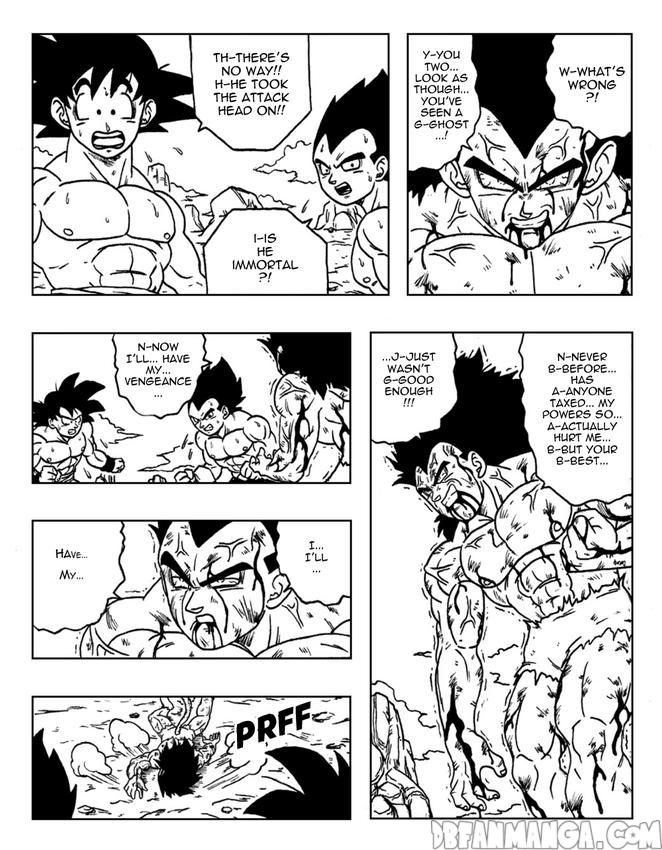 TH-THERE'S
NO WAY!!
H-HE TOOK
THE ATTACK
HEAD ON!!
I-IS
HE
IMMORTAL
?!
W-WHAT'S
WRONG
?!
Y-YOU
TWO...
LOOK AS
THOUGH...
YOU'VE
SEEN A
G-GHOST
...!
N-NOW
I'LL... HAVE
MY...
VENGEANCE
...
I...
I'LL
...
HAVE...
MY...
PRFF
N-NEVER
B-BEFORE...
HAS
A-ANYONE
TAXED... MY
POWERS SO...
A-ACTUALLY
HURT ME...
B-BUT YOUR
B-BEST...
...J-JUST
WASN'T
G-GOOD
ENOUGH
!!!
DBFANMANGA.COM